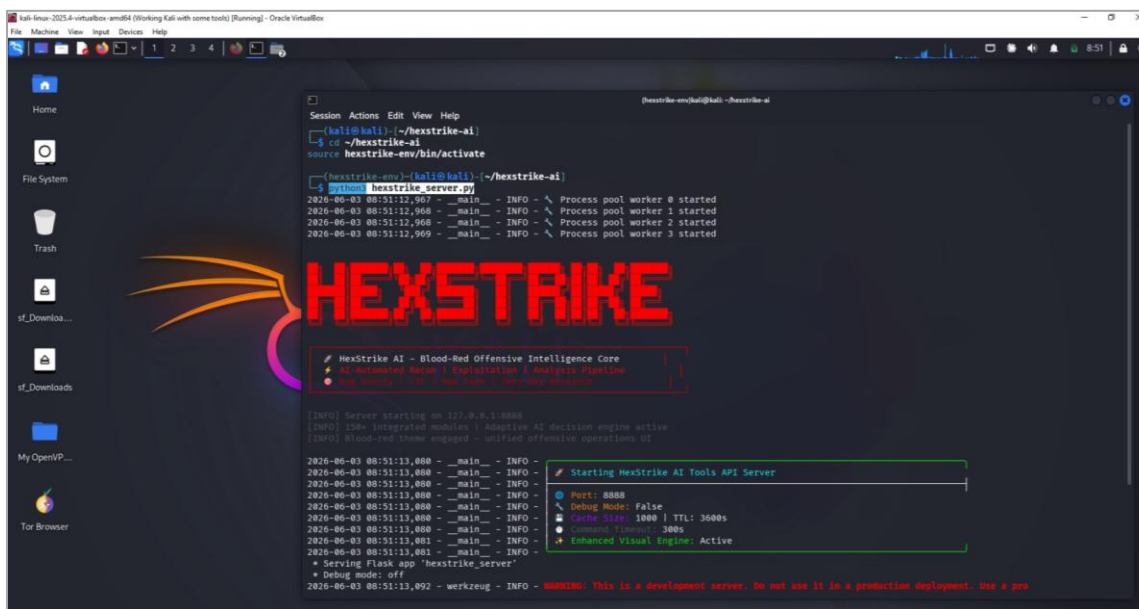 kali-linux-2025.4-virtualbox-amd64 (Working Kali with some tools) [Running] - Oracle VirtualBox
File Machine View Input Devices Help
1 2 3 4
8:51
Home
File System
Trash
sf_Downloa....
sf_Downloads
My OpenVP....
Tor Browser
(hexstrike-env)kali@kali: ~/hexstrike-ai
Session Actions Edit View Help
(kali㉿kali)-[~/hexstrike-ai]
$ cd ~/hexstrike-ai
source hexstrike-env/bin/activate
(hexstrike-env)-(kali㉿kali)-[~/hexstrike-ai]
$ python3 hexstrike_server.py
2026-06-03 08:51:12,967 - __main__ - INFO - 🔧 Process pool worker 0 started
2026-06-03 08:51:12,968 - __main__ - INFO - 🔧 Process pool worker 1 started
2026-06-03 08:51:12,968 - __main__ - INFO - 🔧 Process pool worker 2 started
2026-06-03 08:51:12,969 - __main__ - INFO - 🔧 Process pool worker 3 started
HEXSTRIKE
🚀 HexStrike AI - Blood-Red Offensive Intelligence Core
⚡ AI-Automated Recon | Exploitation | Analysis Pipeline
🎯 Bug Bounty | CTF | Red Team | Zero-Day Research
[INFO] Server starting on 127.0.0.1:8888
[INFO] 150+ integrated modules | Adaptive AI decision engine active
[INFO] Blood-red theme engaged - unified offensive operations UI
2026-06-03 08:51:13,080 - __main__ - INFO -
2026-06-03 08:51:13,080 - __main__ - INFO - 🚀 Starting HexStrike AI Tools API Server
2026-06-03 08:51:13,080 - __main__ - INFO -
2026-06-03 08:51:13,080 - __main__ - INFO - 🌐 Port: 8888
2026-06-03 08:51:13,080 - __main__ - INFO - 🔧 Debug Mode: False
2026-06-03 08:51:13,080 - __main__ - INFO - 💾 Cache Size: 1000 | TTL: 3600s
2026-06-03 08:51:13,080 - __main__ - INFO - ⏱️ Command Timeout: 300s
2026-06-03 08:51:13,081 - __main__ - INFO - ✨ Enhanced Visual Engine: Active
2026-06-03 08:51:13,081 - __main__ - INFO -
* Serving Flask app 'hexstrike_server'
* Debug mode: off
2026-06-03 08:51:13,092 - werkzeug - INFO - WARNING: This is a development server. Do not use it in a production deployment. Use a pro